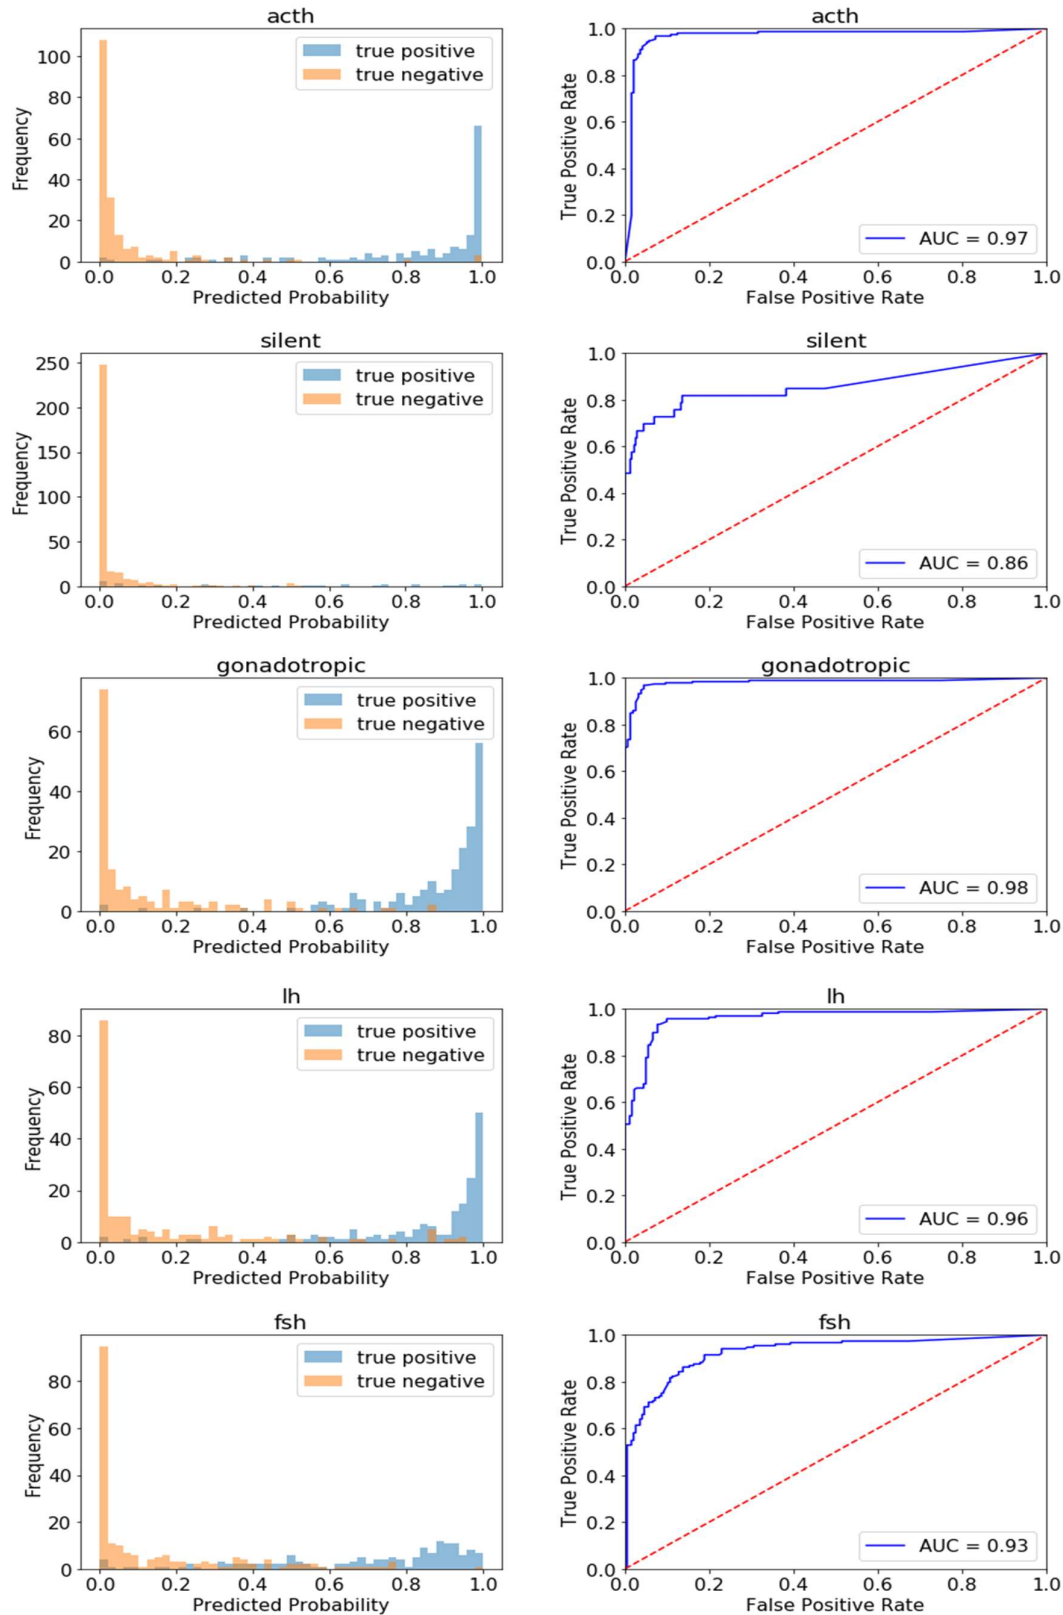 acth
100
80
60
40
20
0
Frequency
true positive
true negative
0.0 0.2 0.4 0.6 0.8 1.0
Predicted Probability
acth
1.0
0.8
0.6
0.4
0.2
0.0
True Positive Rate
AUC = 0.97
0.0 0.2 0.4 0.6 0.8 1.0
False Positive Rate
silent
250
200
150
100
50
0
Frequency
true positive
true negative
0.0 0.2 0.4 0.6 0.8 1.0
Predicted Probability
silent
1.0
0.8
0.6
0.4
0.2
0.0
True Positive Rate
AUC = 0.86
0.0 0.2 0.4 0.6 0.8 1.0
False Positive Rate
gonadotropic
60
40
20
0
Frequency
true positive
true negative
0.0 0.2 0.4 0.6 0.8 1.0
Predicted Probability
gonadotropic
1.0
0.8
0.6
0.4
0.2
0.0
True Positive Rate
AUC = 0.98
0.0 0.2 0.4 0.6 0.8 1.0
False Positive Rate
lh
80
60
40
20
0
Frequency
true positive
true negative
0.0 0.2 0.4 0.6 0.8 1.0
Predicted Probability
lh
1.0
0.8
0.6
0.4
0.2
0.0
True Positive Rate
AUC = 0.96
0.0 0.2 0.4 0.6 0.8 1.0
False Positive Rate
fsh
80
60
40
20
0
Frequency
true positive
true negative
0.0 0.2 0.4 0.6 0.8 1.0
Predicted Probability
fsh
1.0
0.8
0.6
0.4
0.2
0.0
True Positive Rate
AUC = 0.93
0.0 0.2 0.4 0.6 0.8 1.0
False Positive Rate